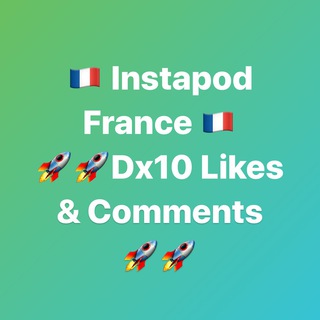 🇫🇷 Instapod
France 🇫🇷
🚀🚀Dx10 Likes
& Comments
🚀🚀